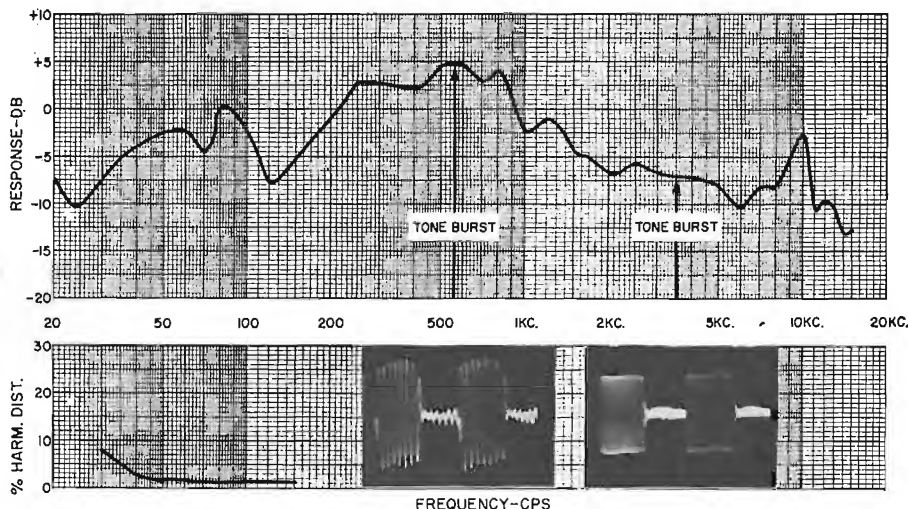 +10
+5
0
-5
-10
-15
-20
RESPONSE-DB
TONE BURST
TONE BURST
20 50 100 200 500 1KC. 2KC. 5KC. 10KC. 20KC.
30
20
10
0
% HARM. DIST.
FREQUENCY-CPS